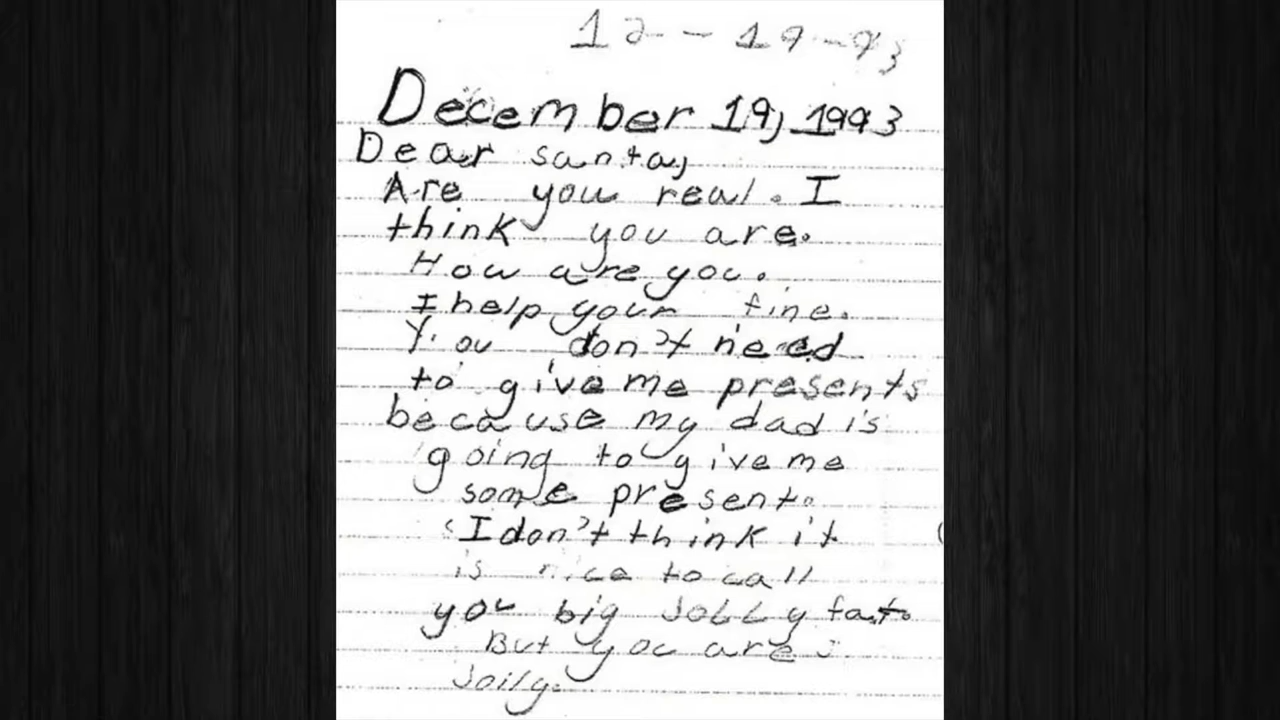 12-19-93
December 19, 1993
Dear santa,
Are you real. I
think you are.
How are you.
I help your fine.
You don't need
to give me presents
because my dad is
going to give me
some present.
I don't think it
is nice to call
you big jolly fat.
But you are
joily.